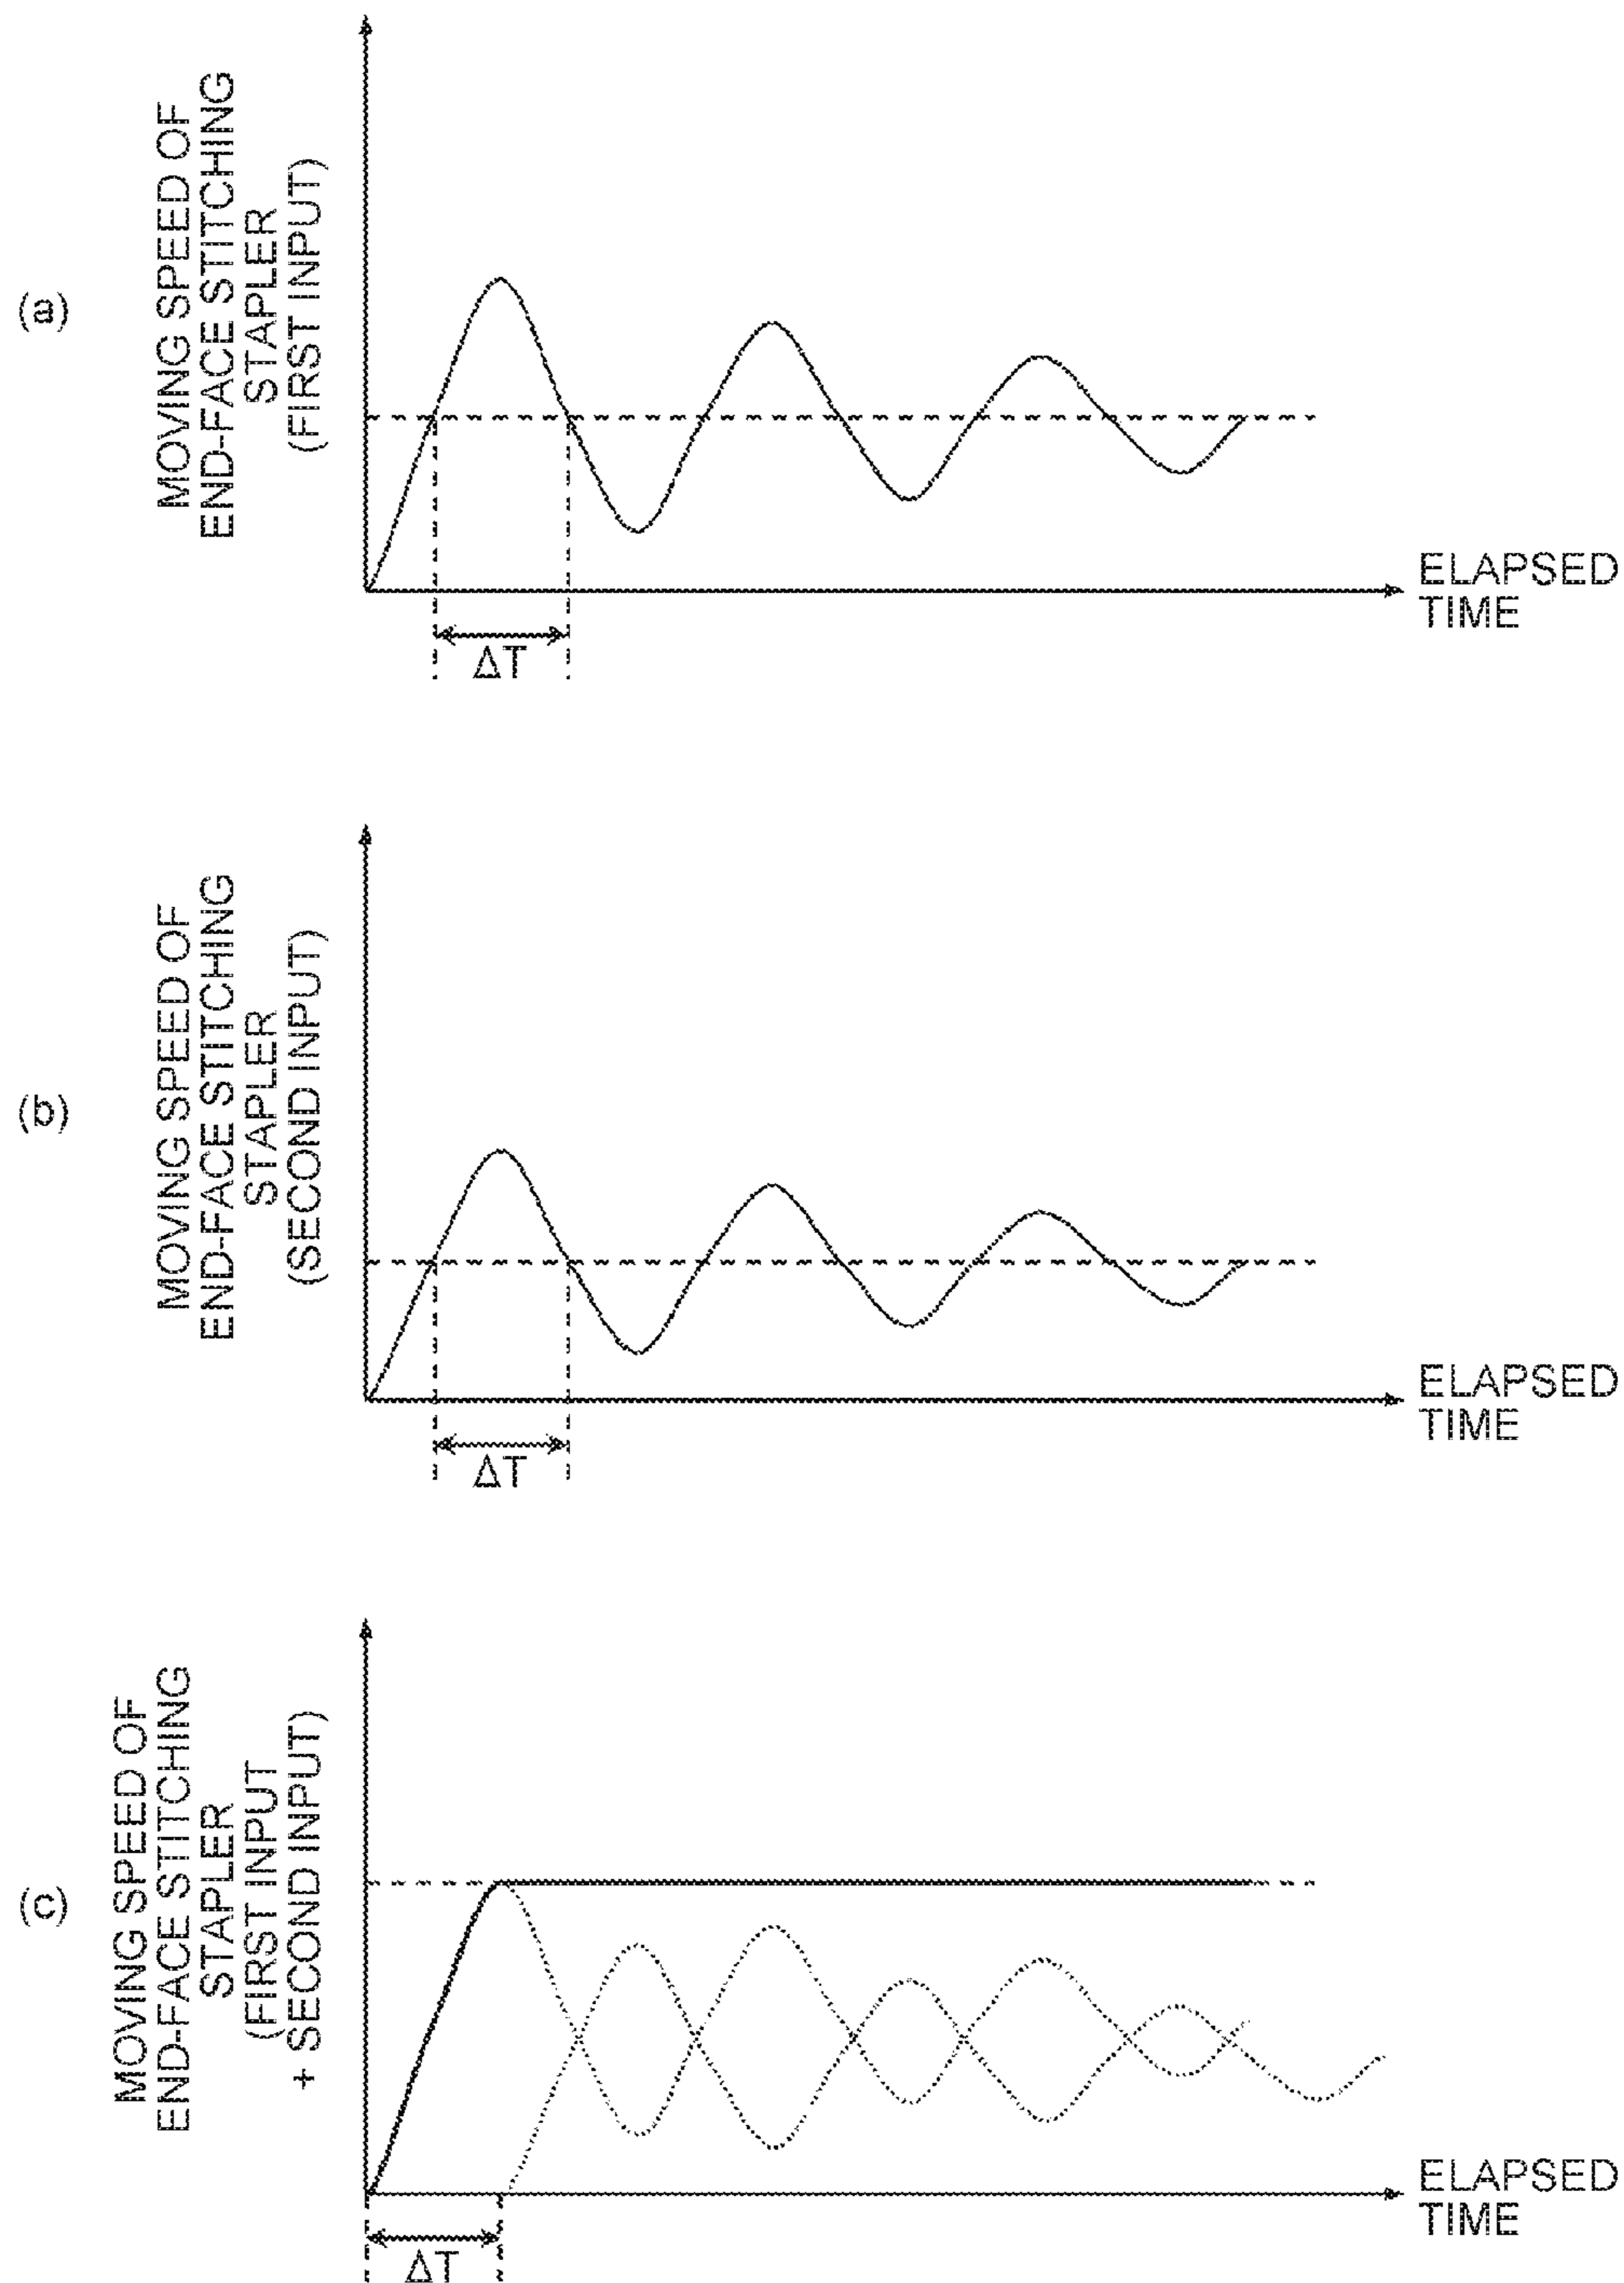 (a)
MOVING SPEED OF
END-FACE STITCHING
STAPLER
(FIRST INPUT)
ELAPSED
TIME
ΔT
(b)
MOVING SPEED OF
END-FACE STITCHING
STAPLER
(SECOND INPUT)
ELAPSED
TIME
ΔT
(c)
MOVING SPEED OF
END-FACE STITCHING
STAPLER
(FIRST INPUT
+ SECOND INPUT)
ELAPSED
TIME
ΔT